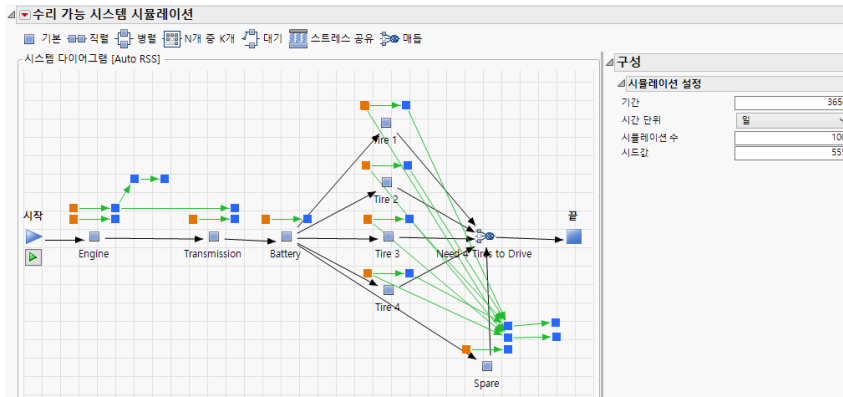 수리 가능 시스템 시뮬레이션
기본 직렬 병렬 N개 중 K개 대기 스트레스 공유 매듭
시스템 다이어그램 [Auto RSS]
구성
시뮬레이션 설정
기간 3650
시간 단위 일
시뮬레이션 수 100
시드값 555
Tire 1
Tire 2
시작
끝
Engine
Transmission
Battery
Tire 3
Need 4 Tires to Drive
Tire 4
Spare